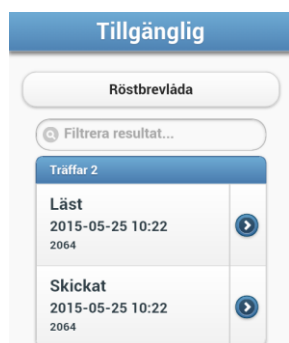 Tillgänglig
Röstbrevlåda
Filtrera resultat...
Träffar 2
Läst
2015-05-25 10:22
2064
Skickat
2015-05-25 10:22
2064